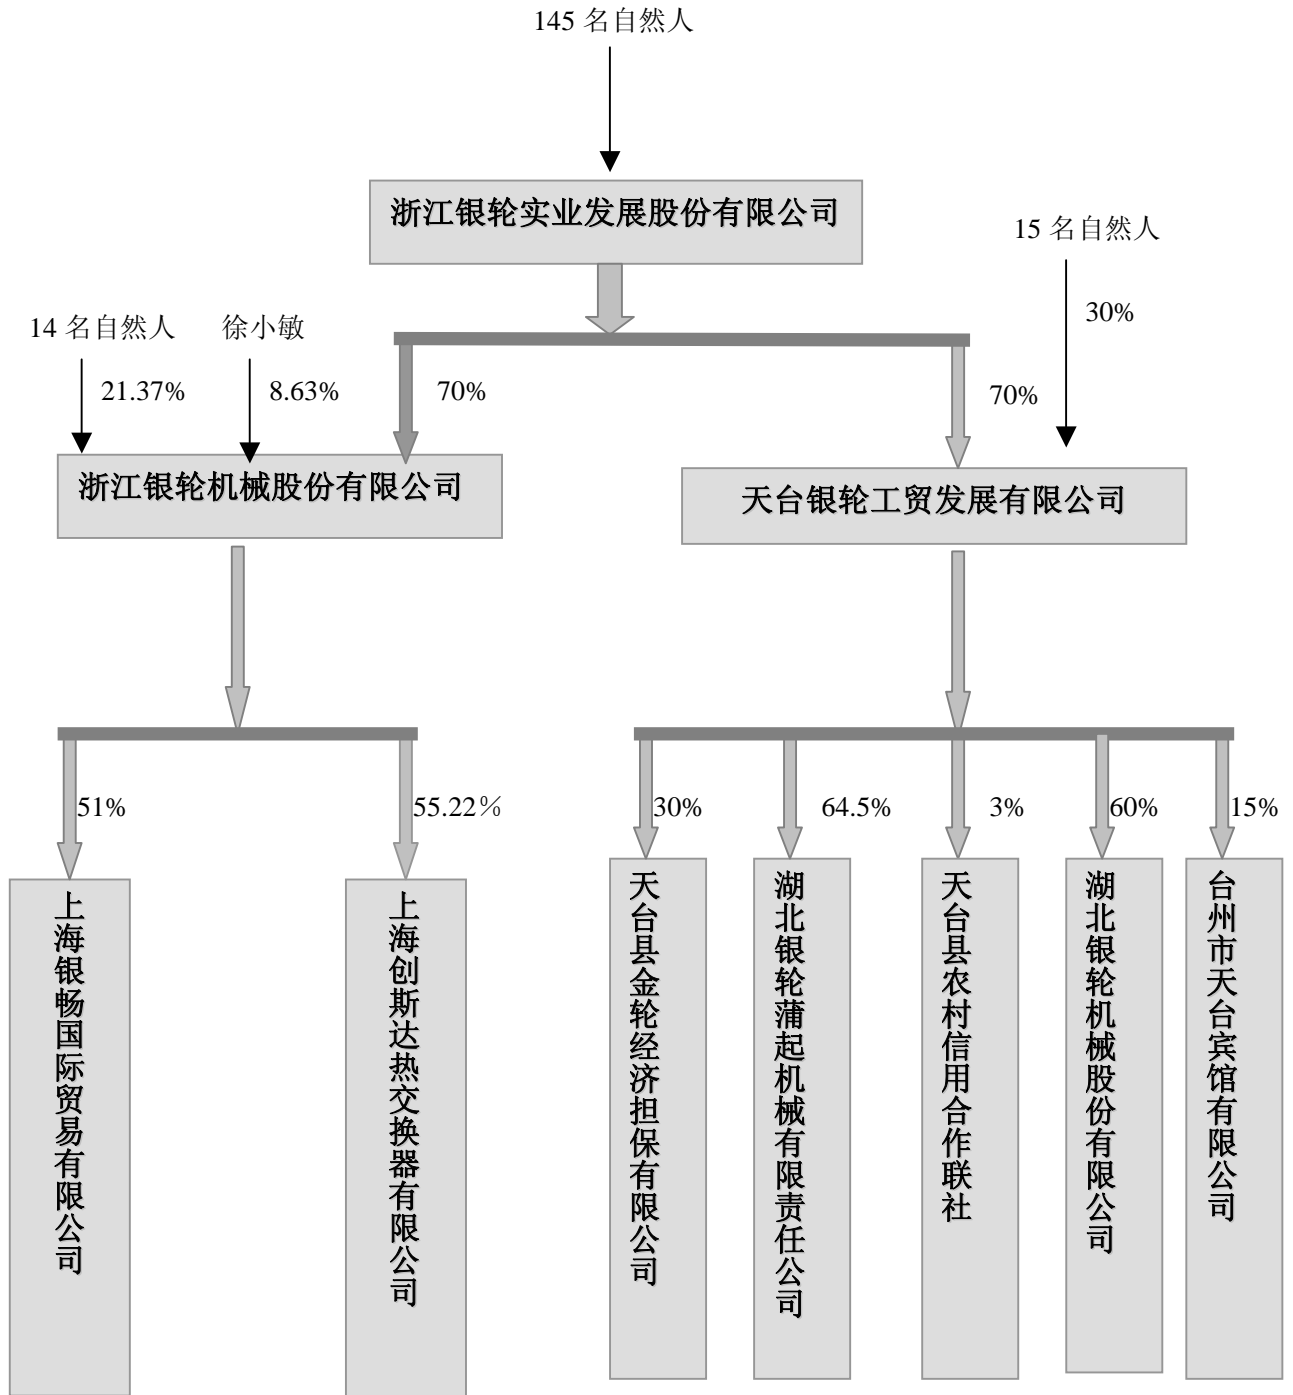 145 名自然人
浙江银轮实业发展股份有限公司
15 名自然人
30%
14 名自然人
徐小敏
21.37%
8.63%
70%
70%
浙江银轮机械股份有限公司
天台银轮工贸发展有限公司
51%
55.22％
30%
64.5%
3%
60%
15%
上海银畅国际贸易有限公司
上海创斯达热交换器有限公司
天台县金轮经济担保有限公司
湖北银轮蒲起机械有限责任公司
天台县农村信用合作联社
湖北银轮机械股份有限公司
台州市天台宾馆有限公司